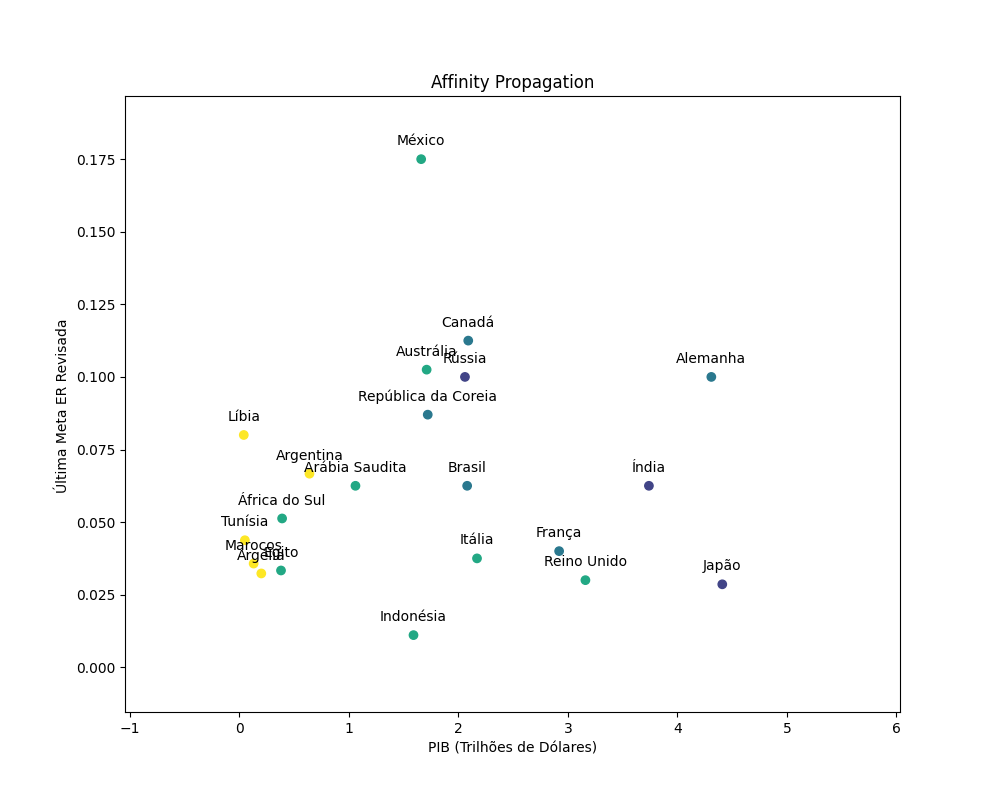 Affinity Propagation
Última Meta ER Revisada
0.175
0.150
0.125
0.100
0.075
0.050
0.025
0.000
México
Canadá
Austrália
Rússia
Alemanha
República da Coreia
Líbia
Argentina
Arábia Saudita
Brasil
Índia
África do Sul
Tunísia
Marocos
Argélia
Egito
Itália
França
Reino Unido
Japão
Indonésia
−1 0 1 2 3 4 5 6
PIB (Trilhões de Dólares)